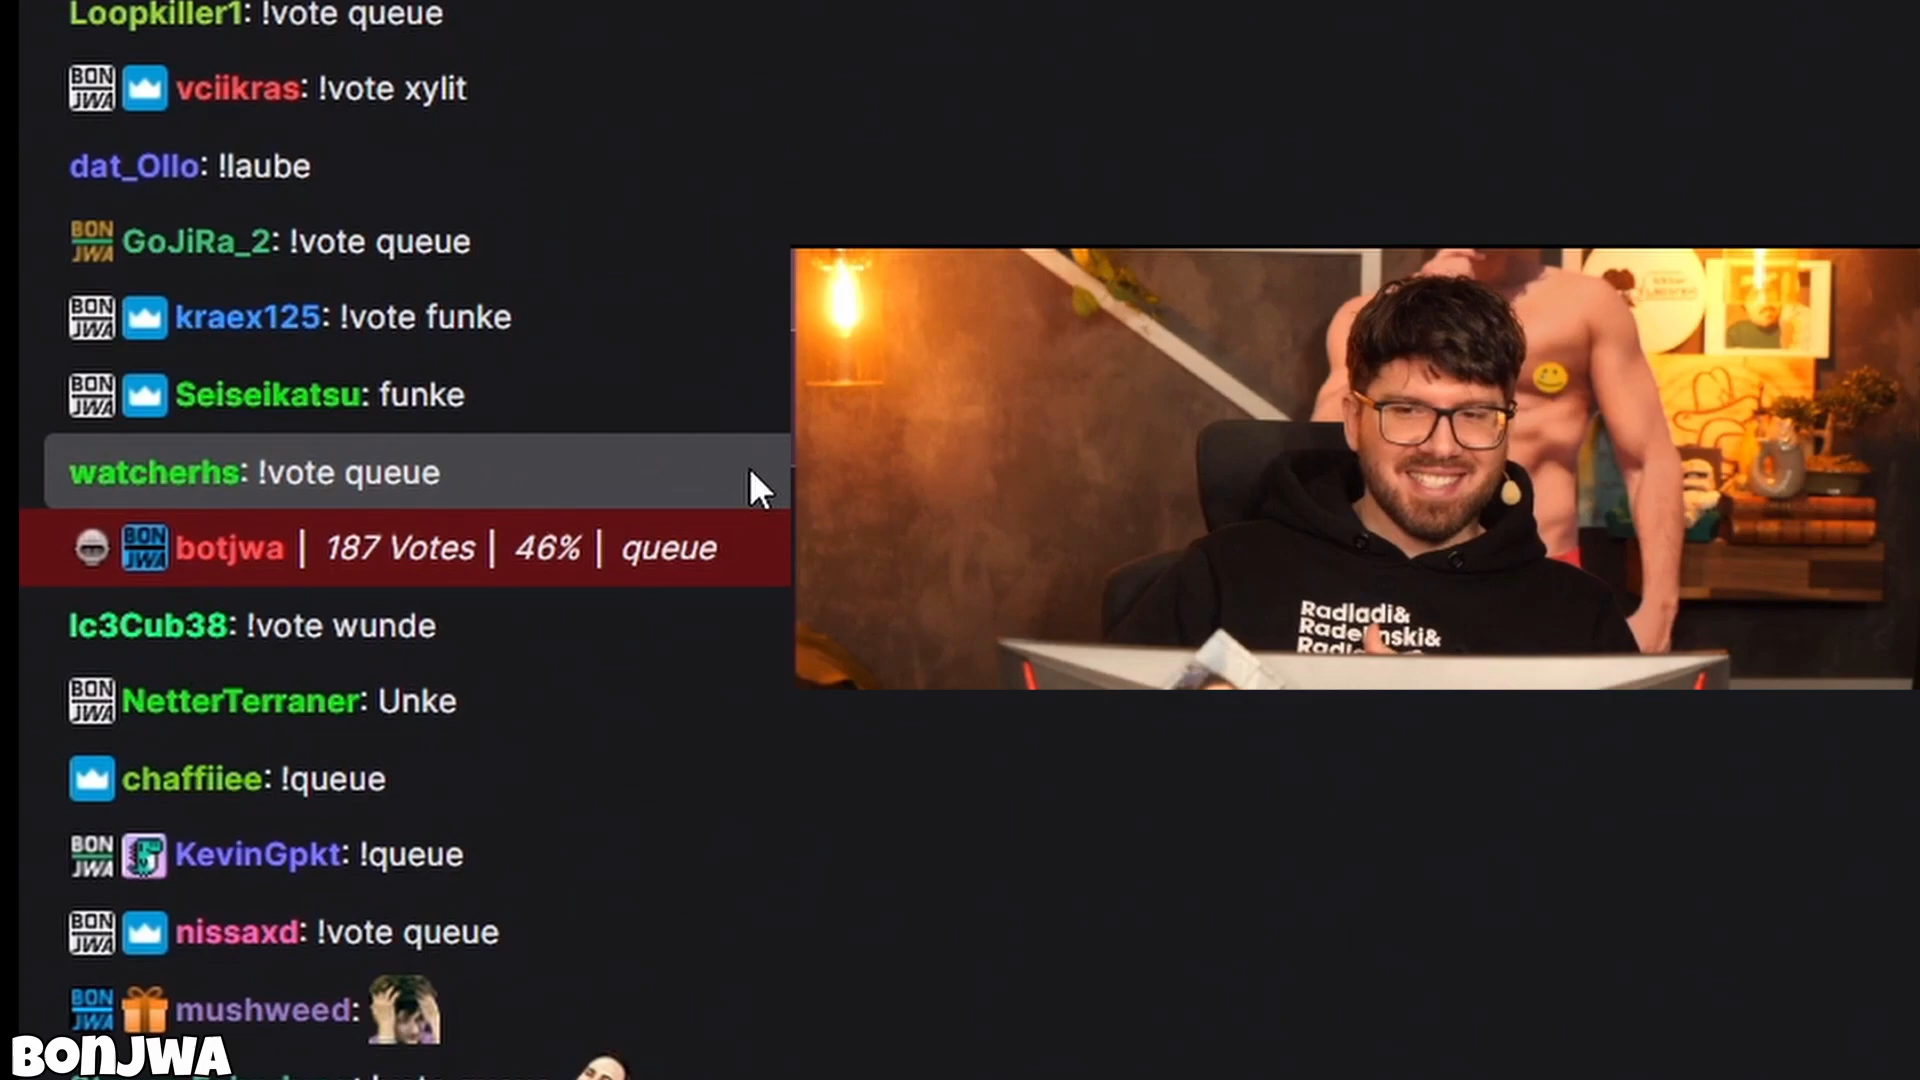 Loopkiller1: !vote queue
BON JWA vciikras: !vote xylit
dat_Ollo: !laube
BON JWA GoJiRa_2: !vote queue
BON JWA kraex125: !vote funke
BON JWA Seiseikatsu: funke
watcherhs: !vote queue
BON JWA botjwa | 187 Votes | 46% | queue
Ic3Cub38: !vote wunde
BON JWA NetterTerraner: Unke
chaffiiee: !queue
BON JWA KevinGpkt: !queue
BON JWA nissaxd: !vote queue
BON JWA mushweed:
BONJWA
Radladi&